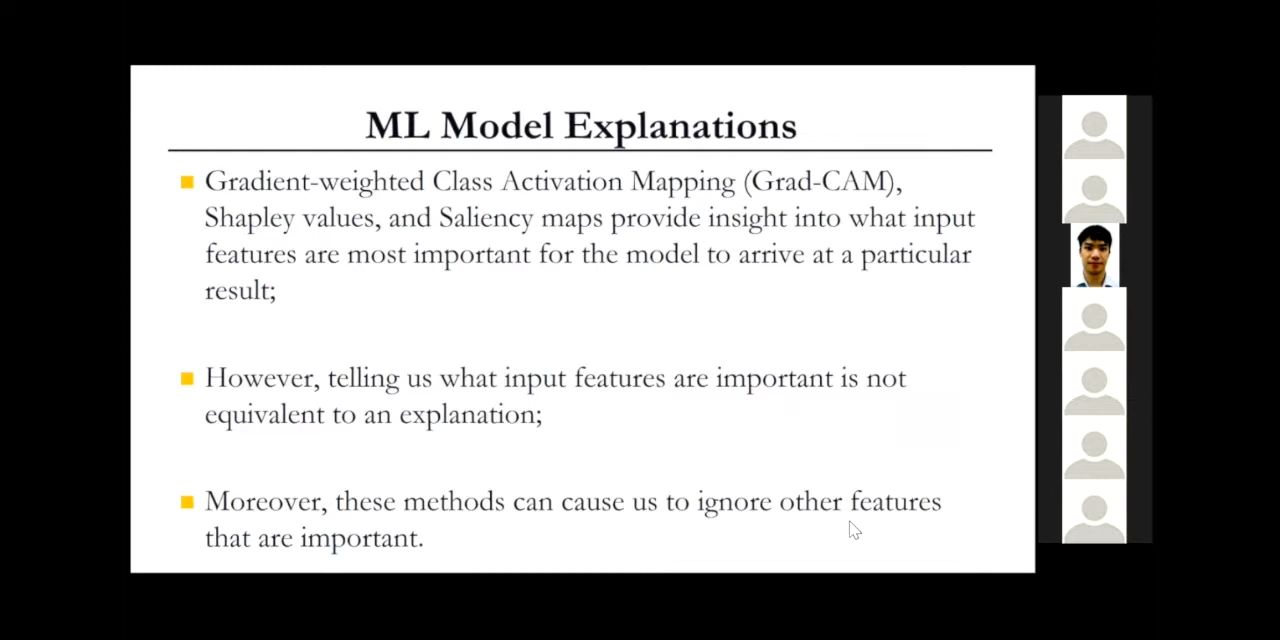 ML Model Explanations
Gradient-weighted Class Activation Mapping (Grad-CAM),
Shapley values, and Saliency maps provide insight into what input
features are most important for the model to arrive at a particular
result;
However, telling us what input features are important is not
equivalent to an explanation;
Moreover, these methods can cause us to ignore other features
that are important.